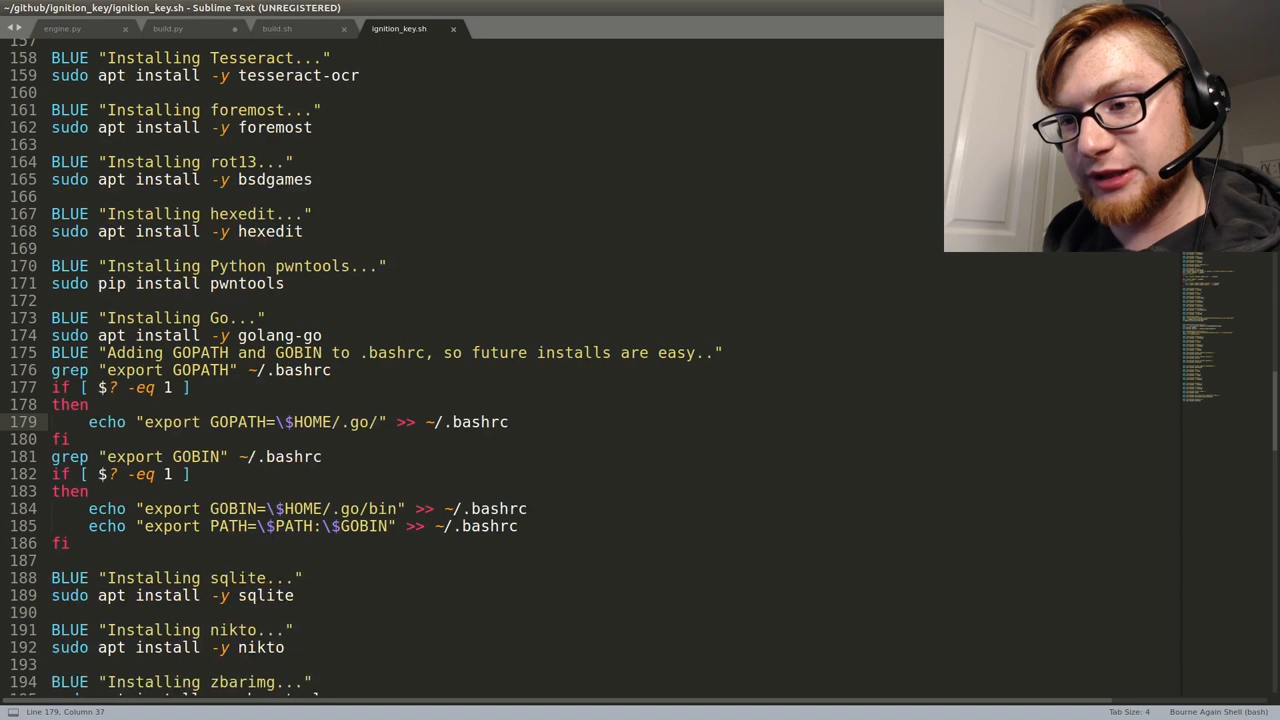 ~/github/ignition_key/ignition_key.sh - Sublime Text (UNREGISTERED)
engine.py × build.py build.sh × ignition_key.sh ×
157
158 BLUE "Installing Tesseract..."
159 sudo apt install -y tesseract-ocr
160
161 BLUE "Installing foremost..."
162 sudo apt install -y foremost
163
164 BLUE "Installing rot13..."
165 sudo apt install -y bsdgames
166
167 BLUE "Installing hexedit..."
168 sudo apt install -y hexedit
169
170 BLUE "Installing Python pwntools..."
171 sudo pip install pwntools
172
173 BLUE "Installing Go..."
174 sudo apt install -y golang-go
175 BLUE "Adding GOPATH and GOBIN to .bashrc, so future installs are easy.."
176 grep "export GOPATH" ~/.bashrc
177 if [ $? -eq 1 ]
178 then
179 echo "export GOPATH=\$HOME/.go/" >> ~/.bashrc
180 fi
181 grep "export GOBIN" ~/.bashrc
182 if [ $? -eq 1 ]
183 then
184 echo "export GOBIN=\$HOME/.go/bin" >> ~/.bashrc
185 echo "export PATH=\$PATH:\$GOBIN" >> ~/.bashrc
186 fi
187
188 BLUE "Installing sqlite..."
189 sudo apt install -y sqlite
190
191 BLUE "Installing nikto..."
192 sudo apt install -y nikto
193
194 BLUE "Installing zbarimg..."
Line 179, Column 37 Tab Size: 4 Bourne Again Shell (bash)